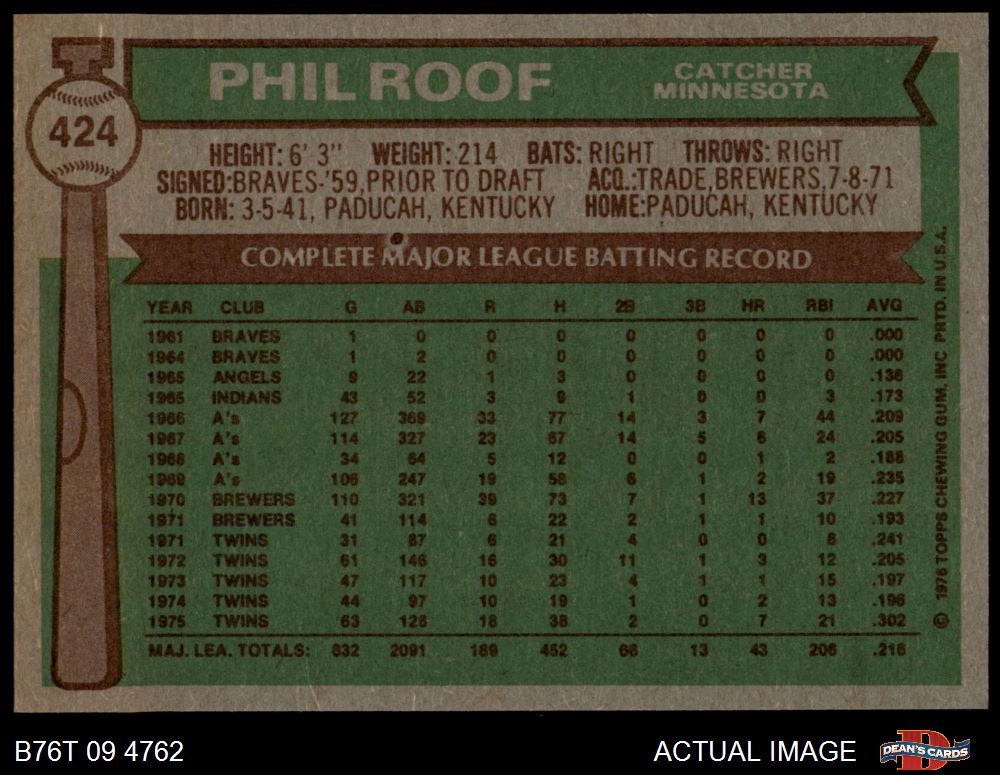 PHIL ROOF
CATCHER
MINNESOTA
424
HEIGHT: 6' 3" WEIGHT: 214 BATS: RIGHT THROWS: RIGHT
SIGNED:BRAVES-'59,PRIOR TO DRAFT ACQ.:TRADE,BREWERS,7-8-71
BORN: 3-5-41, PADUCAH, KENTUCKY HOME:PADUCAH, KENTUCKY
COMPLETE MAJOR LEAGUE BATTING RECORD
YEAR CLUB G AB R H 2B 3B HR RBI AVG
1961 BRAVES 1 0 0 0 0 0 0 0 .000
1964 BRAVES 1 2 0 0 0 0 0 0 .000
1965 ANGELS 9 22 1 3 0 0 0 0 .136
1965 INDIANS 43 52 3 9 1 0 0 3 .173
1966 A's 127 369 33 77 14 3 7 44 .209
1967 A's 114 327 23 67 14 5 6 24 .205
1968 A's 34 64 5 12 0 0 1 2 .188
1969 A's 106 247 19 58 6 1 2 19 .235
1970 BREWERS 110 321 39 73 7 1 13 37 .227
1971 BREWERS 41 114 6 22 2 1 1 10 .193
1971 TWINS 31 87 6 21 4 0 0 6 .241
1972 TWINS 61 146 16 30 11 1 3 12 .205
1973 TWINS 47 117 10 23 4 1 1 15 .197
1974 TWINS 44 97 10 19 1 0 2 13 .196
1975 TWINS 63 126 18 38 2 0 7 21 .302
MAJ. LEA. TOTALS: 832 2091 189 452 66 13 43 206 .216
© 1976 TOPPS CHEWING GUM, INC. PRTD. IN U.S.A.
B76T 09 4762
ACTUAL IMAGE
D
DEAN'S CARDS